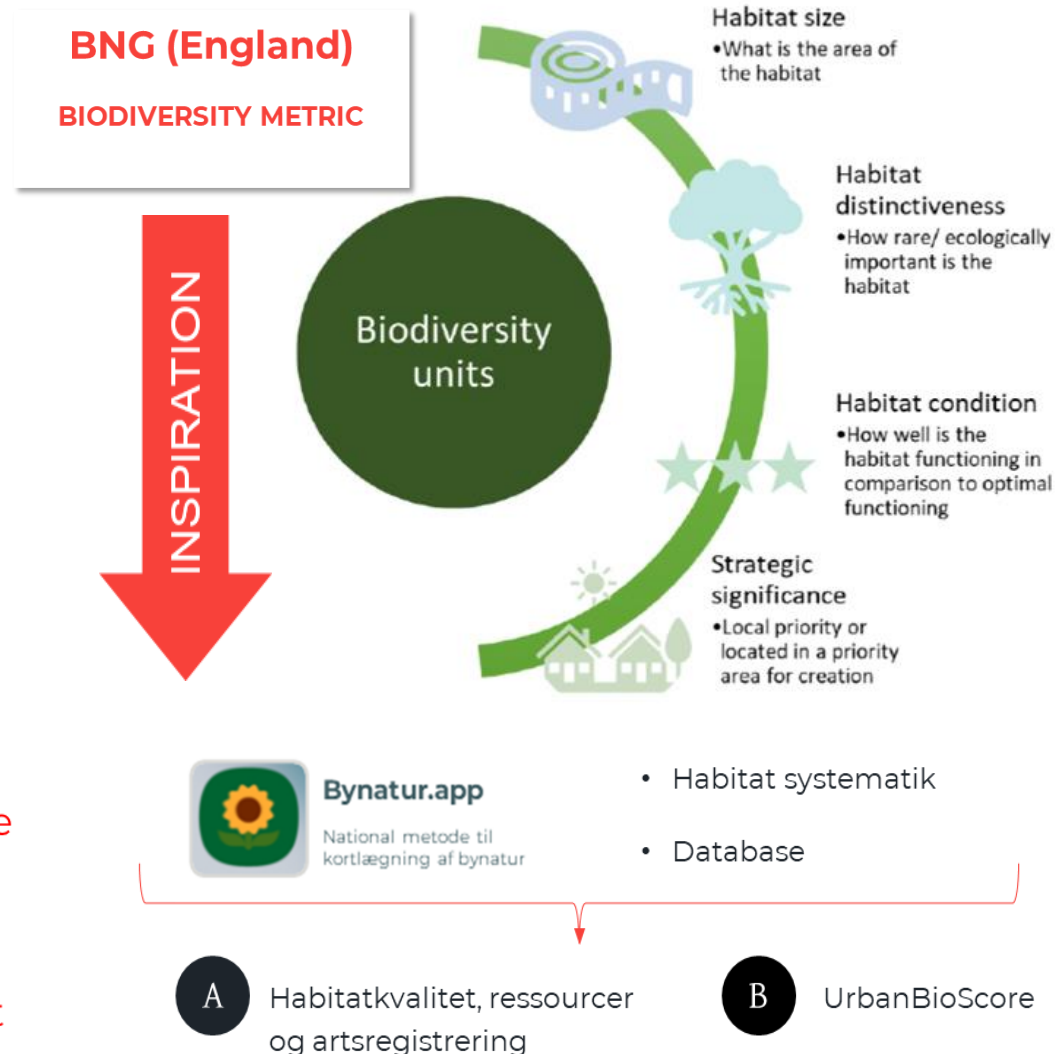 BNG (England)
BIODIVERSITY METRIC
INSPIRATION
Biodiversity
units
Habitat size
•What is the area of
the habitat
Habitat
distinctiveness
•How rare/ ecologically
important is the
habitat
Habitat condition
•How well is the
habitat functioning in
comparison to optimal
functioning
Strategic
significance
•Local priority or
located in a priority
area for creation
Bynatur.app
National metode til
kortlægning af bynatur
• Habitat systematik
• Database
A
Habitatkvalitet, ressourcer
og artsregistrering
B
UrbanBioScore